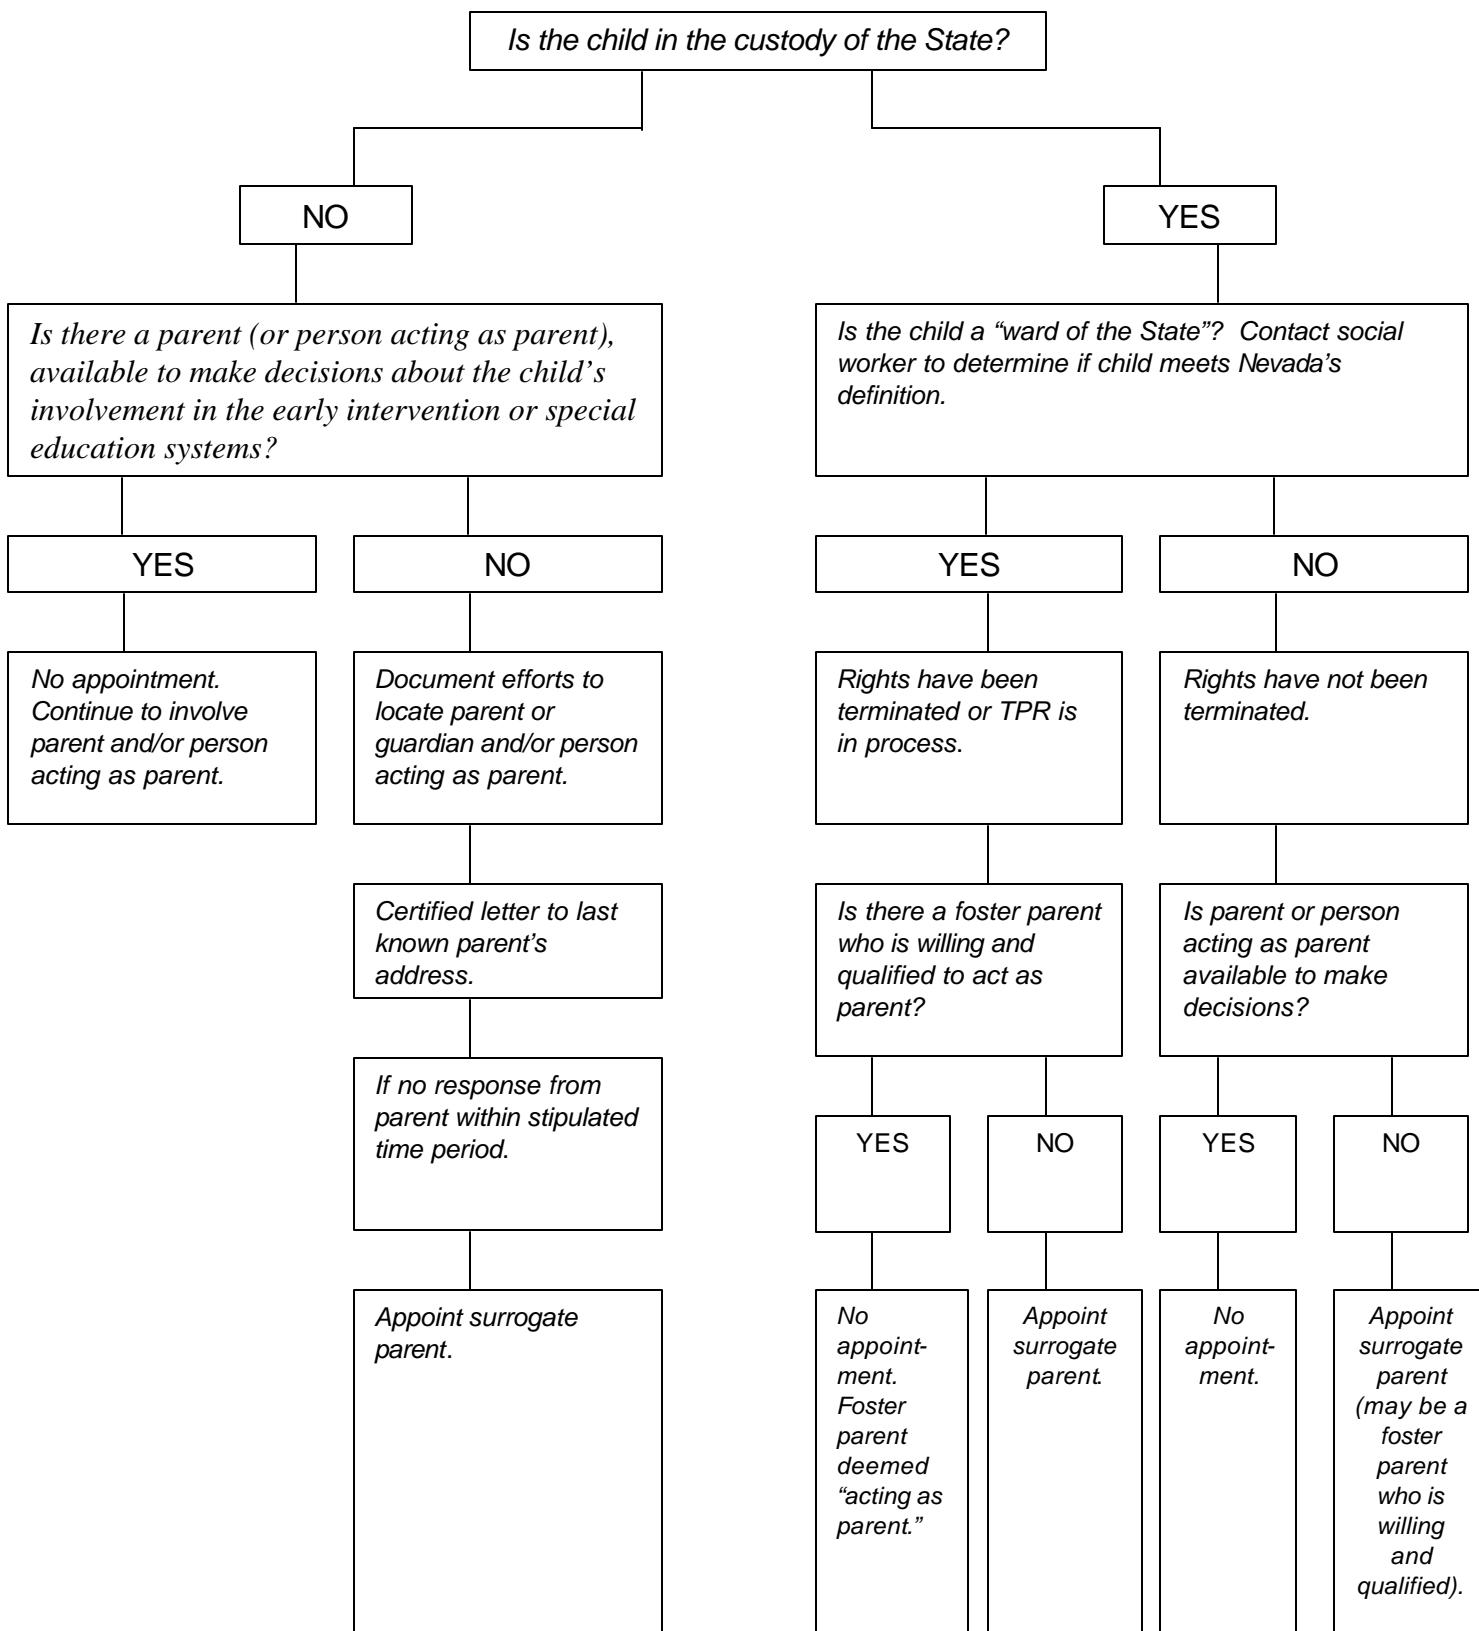 Is the child in the custody of the State?
NO
YES
Is there a parent (or person acting as parent),
available to make decisions about the child's
involvement in the early intervention or special
education systems?
Is the child a “ward of the State”? Contact social
worker to determine if child meets Nevada's
definition.
YES
NO
YES
NO
No appointment.
Continue to involve
parent and/or person
acting as parent.
Document efforts to
locate parent or
guardian and/or person
acting as parent.
Rights have been
terminated or TPR is
in process.
Rights have not been
terminated.
Certified letter to last
known parent's
address.
Is there a foster parent
who is willing and
qualified to act as
parent?
Is parent or person
acting as parent
available to make
decisions?
If no response from
parent within stipulated
time period.
YES
NO
YES
NO
Appoint surrogate
parent.
No
appoint-
ment.
Foster
parent
deemed
“acting as
parent.”
Appoint
surrogate
parent.
No
appoint-
ment.
Appoint
surrogate
parent
(may be a
foster
parent
who is
willing
and
qualified).